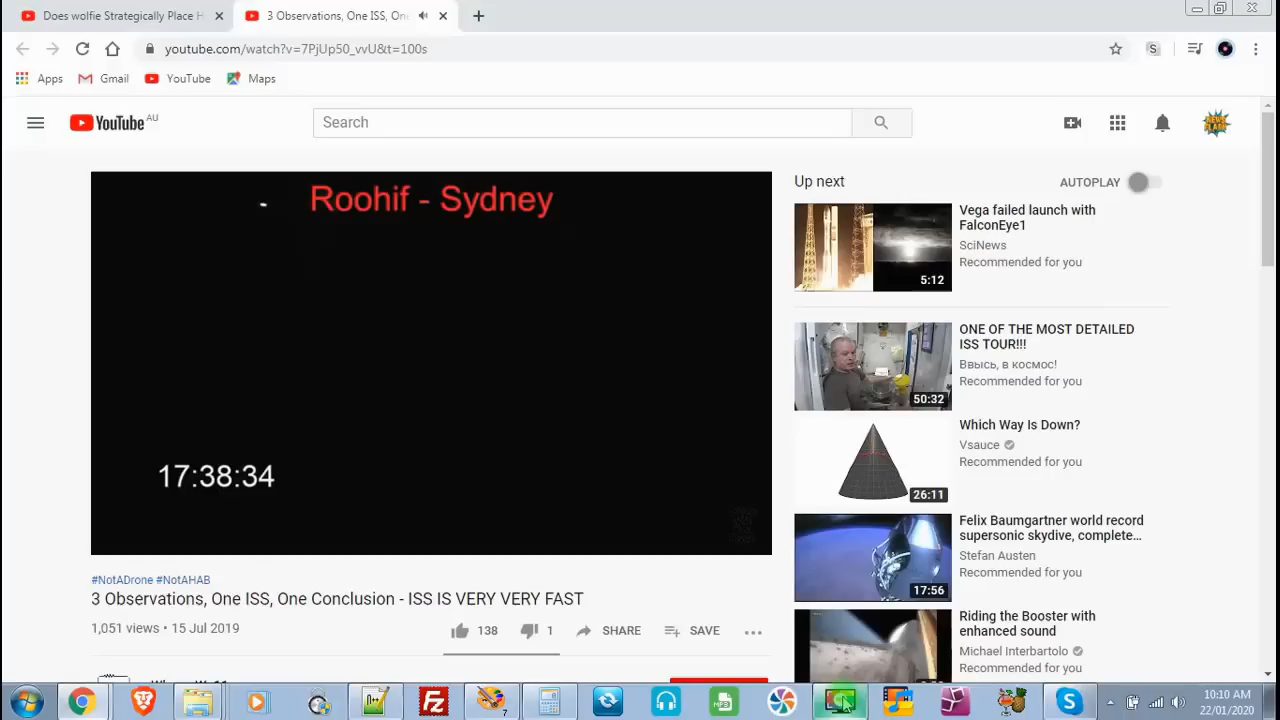 Does wolfie Strategically Place H
3 Observations, One ISS, On
youtube.com/watch?v=7PjUp50_vvU&t=100s
Apps
Gmail
YouTube
Maps
YouTube AU
Search
Roohif - Sydney
17:38:34
#NotADrone #NotAHAB
3 Observations, One ISS, One Conclusion - ISS IS VERY VERY FAST
1,051 views • 15 Jul 2019
138
1
SHARE
SAVE
Up next
AUTOPLAY
Vega failed launch with
FalconEye1
SciNews
Recommended for you
5:12
ONE OF THE MOST DETAILED
ISS TOUR!!!
Ввысь, в космос!
Recommended for you
50:32
Which Way Is Down?
Vsauce
Recommended for you
26:11
Felix Baumgartner world record
supersonic skydive, complete...
Stefan Austen
Recommended for you
17:56
Riding the Booster with
enhanced sound
Michael Interbartolo
Recommended for you
10:10 AM
22/01/2020